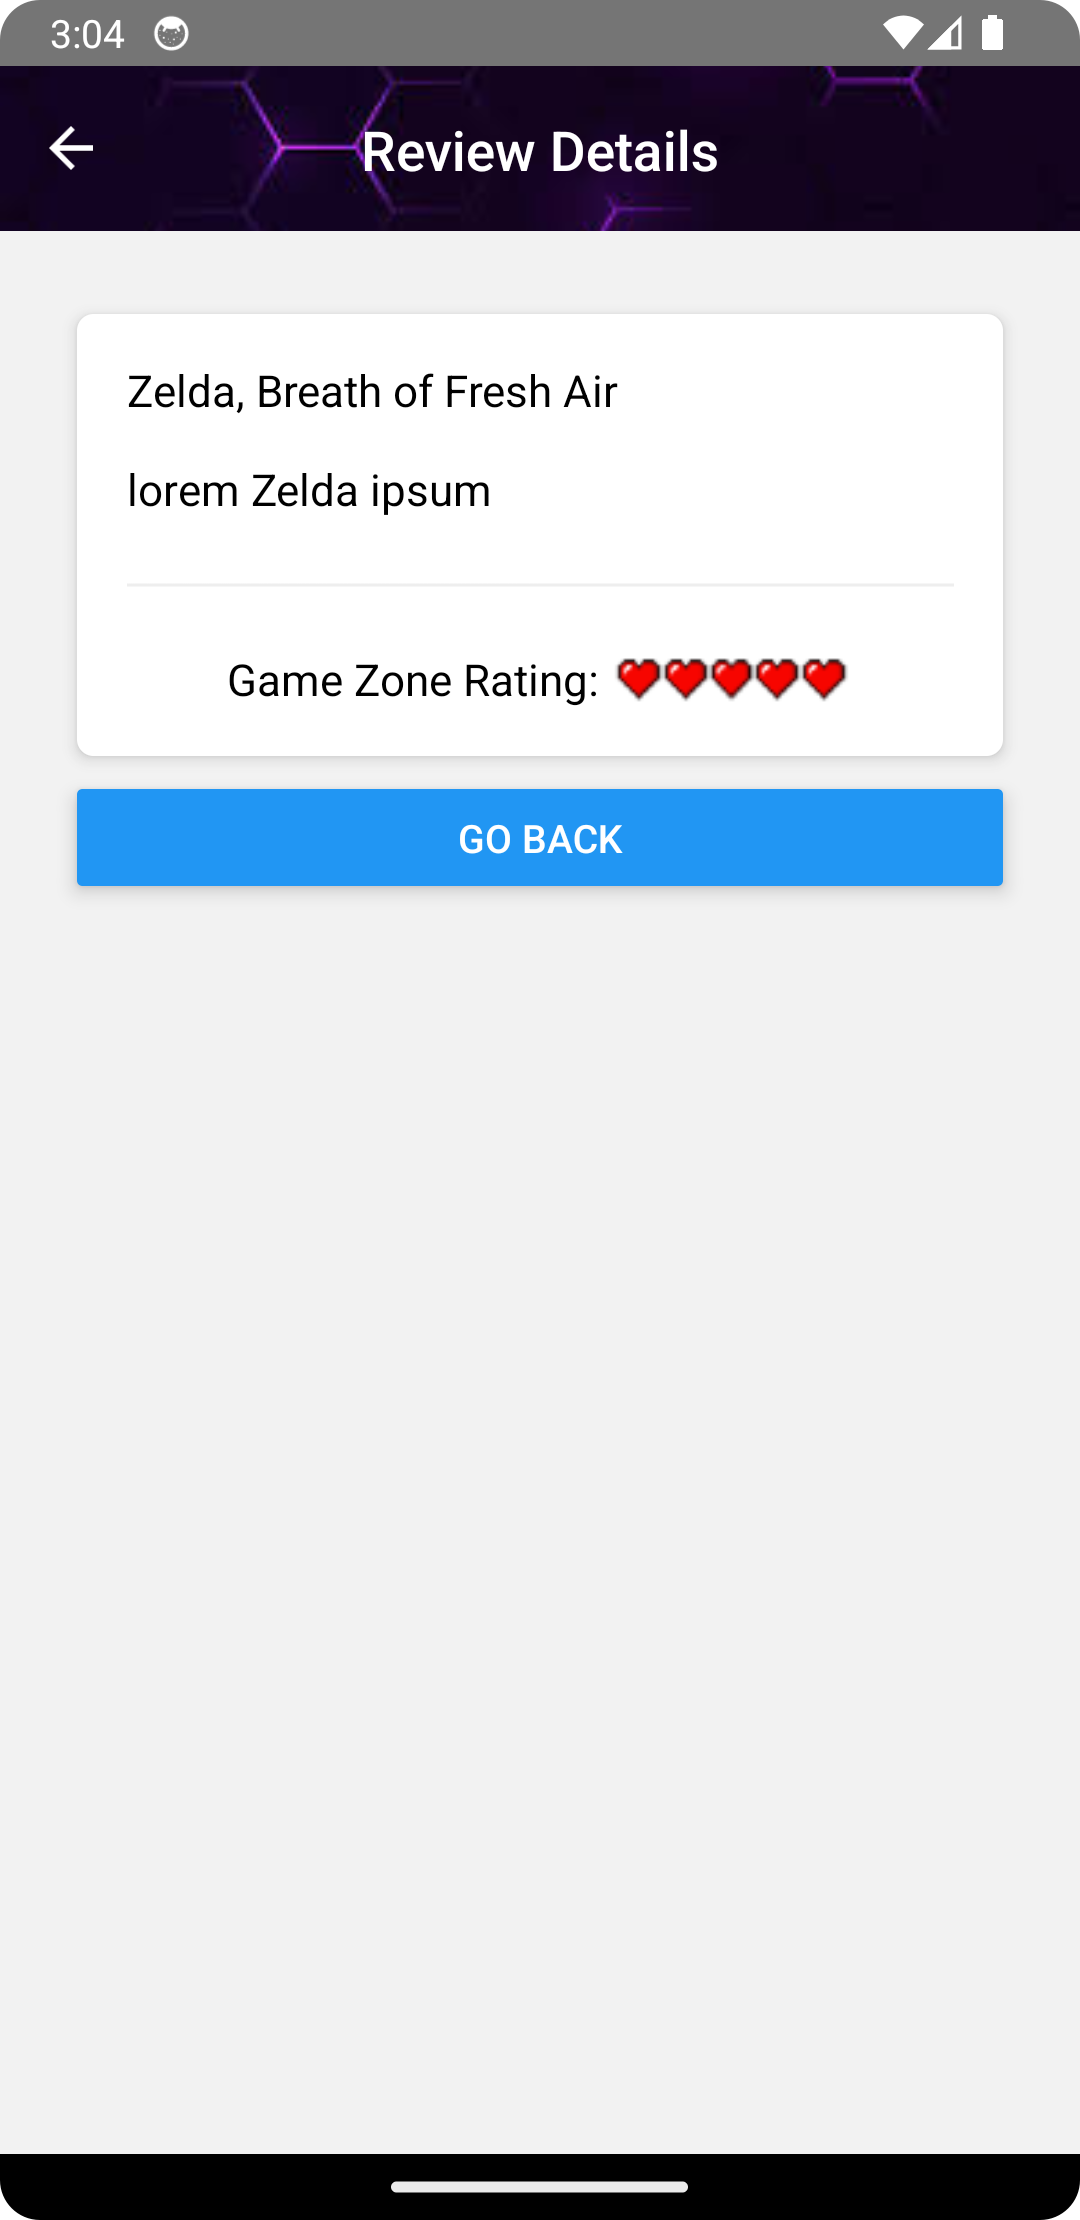 3:04
Review Details
Zelda, Breath of Fresh Air
lorem Zelda ipsum
Game Zone Rating:
GO BACK